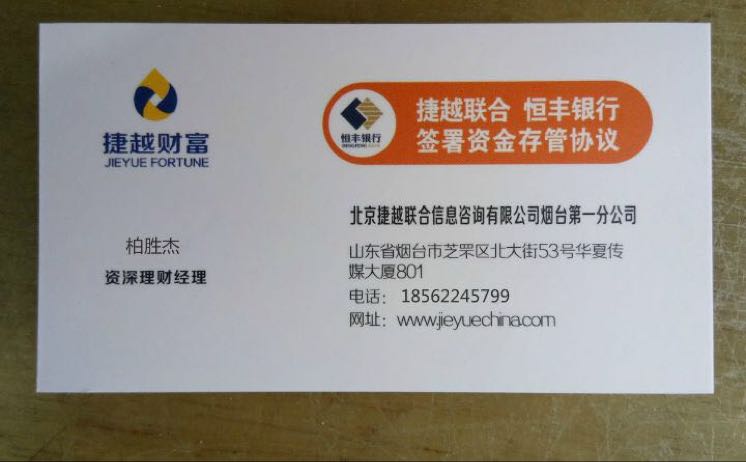 捷越财富
JIEYUE FORTUNE
恒丰银行
捷越联合 恒丰银行
签署资金存管协议
北京捷越联合信息咨询有限公司烟台第一分公司
柏胜杰
资深理财经理
山东省烟台市芝罘区北大街53号华夏传
媒大厦801
电话： 18562245799
网址：www.jieyuechina.com